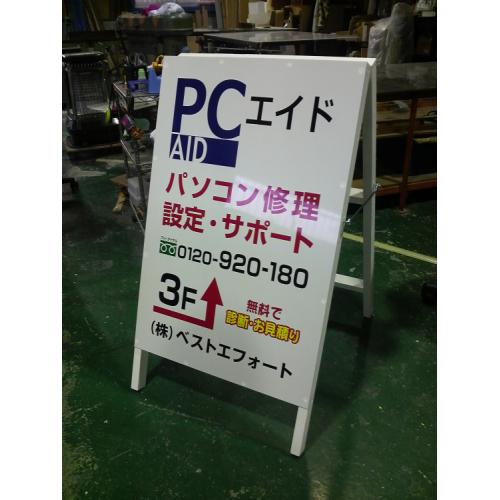 PCエイド
AID
パソコン修理
設定・サポート
0120-920-180
3F
無料で
診断・お見積り
(株)ベストエフォート